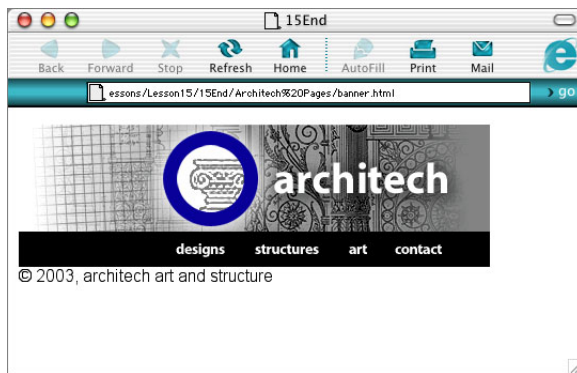 15End
Back Forward Stop Refresh Home AutoFill Print Mail
essons/Lesson15/15End/Architech%20Pages/banner.html go
architech
designs structures art contact
© 2003, architech art and structure